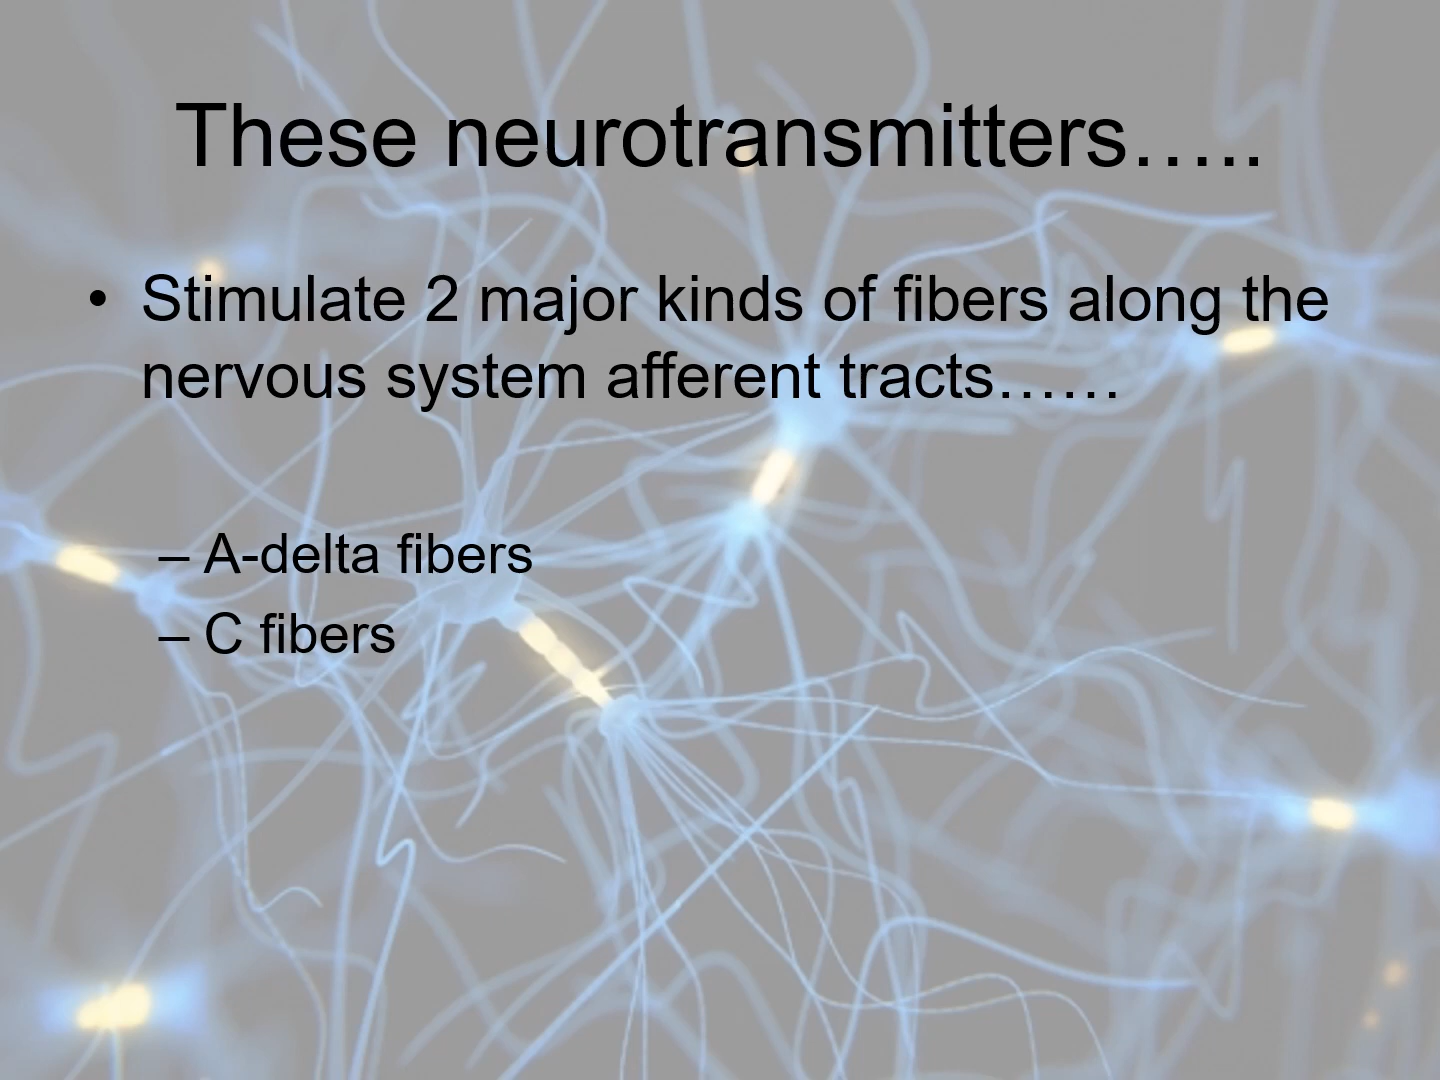 These neurotransmitters…..
• Stimulate 2 major kinds of fibers along the
nervous system afferent tracts……
– A-delta fibers
– C fibers